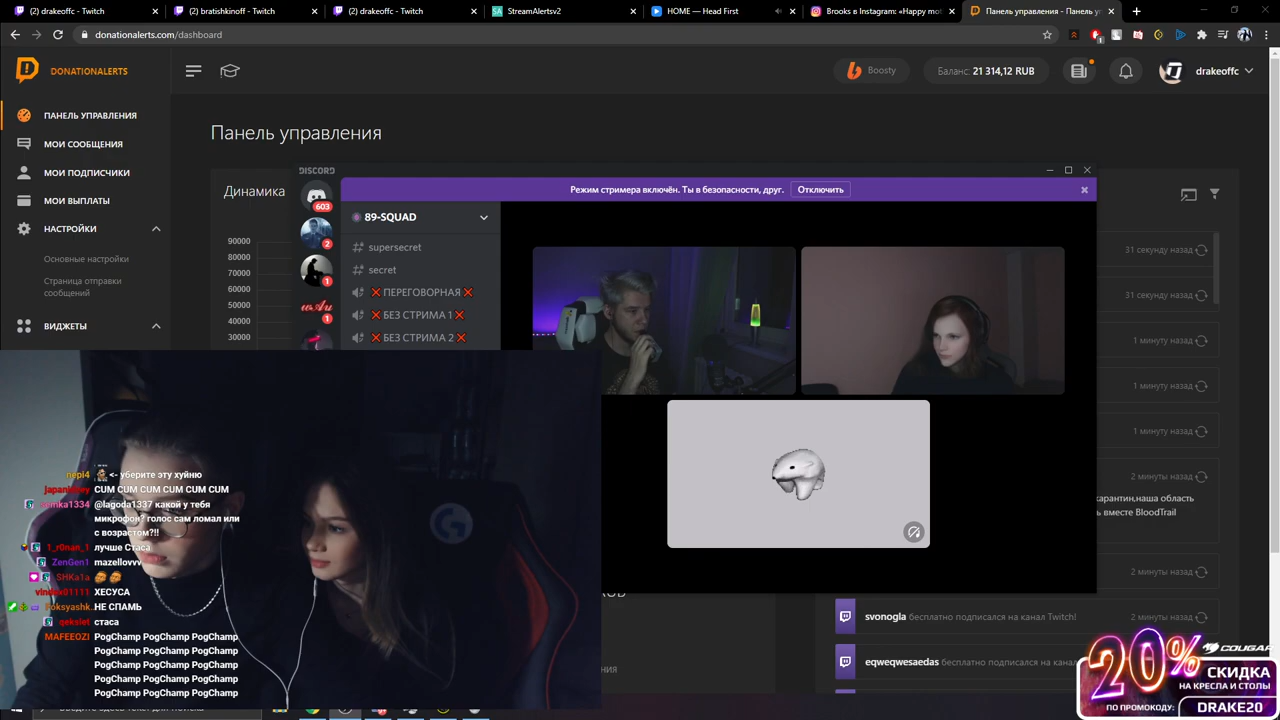 drakeoffc - Twitch
bratishkinoff - Twitch
drakeoffc - Twitch
StreamAlertsv2
HOME — Head First
Brooks в Instagram: «Happy mo
Панель управления - Панель у
donationalerts.com/dashboard
DONATIONALERTS
Boosty
Баланс: 21 314,12 RUB
drakeoffc
ПАНЕЛЬ УПРАВЛЕНИЯ
МОИ СООБЩЕНИЯ
МОИ ПОДПИСЧИКИ
МОИ ВЫПЛАТЫ
НАСТРОЙКИ
Основные настройки
Страница отправки
сообщений
ВИДЖЕТЫ
Панель управления
Динамика
90000
80000
70000
60000
50000
40000
30000
DISCORD
Режим стримера включён. Ты в безопасности, друг.
Отключить
603
2
1
1
89-SQUAD
supersecret
secret
❌ ПЕРЕГОВОРНАЯ ❌
❌ БЕЗ СТРИМА 1 ❌
❌ БЕЗ СТРИМА 2 ❌
31 секунду назад
31 секунду назад
1 минуту назад
1 минуту назад
1 минуту назад
2 минуты назад
карантин,наша область
ь вместе BloodTrail
2 минуты назад
svonogla бесплатно подписался на канал Twitch!
2 минуты назад
eqweqwesaedas бесплатно подписался на канал
nepi4 <- уберите эту хуйню
CUM CUM CUM CUM CUM CUM
@lagoda1337 какой у тебя
микрофон? голос сам ломал или
с возрастом?!!
1_r0nan_1 лучше Стаса
ZenGen1 mazellovvv
SHKa1a
vindex01111 ХЕСУСА
НЕ СПАМЬ
gekslet стаса
MAFEEOZI PogChamp PogChamp PogChamp
PogChamp PogChamp PogChamp
PogChamp PogChamp PogChamp
PogChamp PogChamp PogChamp
PogChamp PogChamp PogChamp
20%
COUGAR
СКИДКА
НА КРЕСЛА И СТОЛЫ
ПО ПРОМОКОДУ: DRAKE20